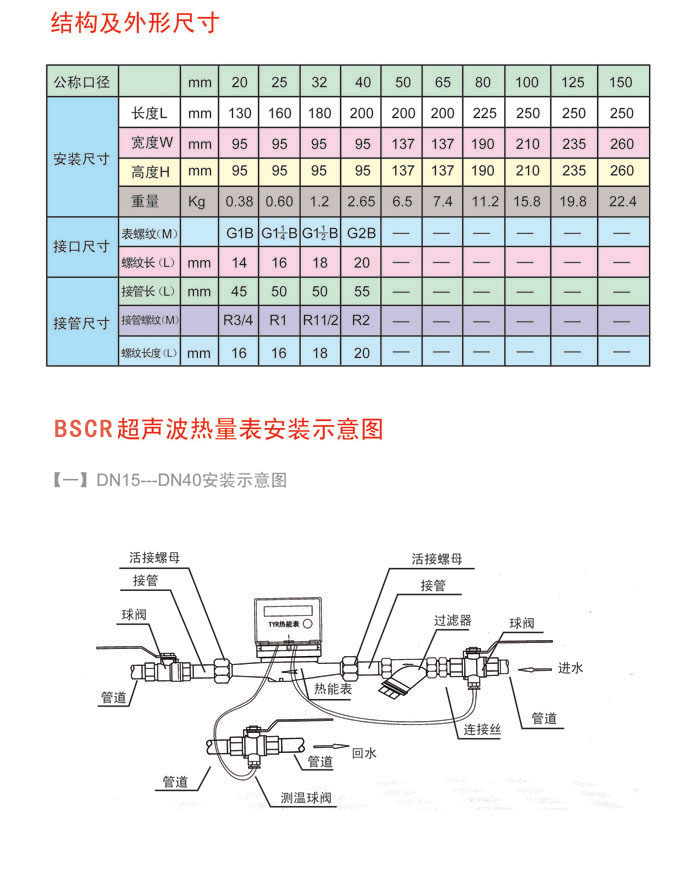 结构及外形尺寸
公称口径 mm 20 25 32 40 50 65 80 100 125 150
安装尺寸
长度L mm 130 160 180 200 200 200 225 250 250 250
宽度W mm 95 95 95 95 137 137 190 210 235 260
高度H mm 95 95 95 95 137 137 190 210 235 260
重量 Kg 0.38 0.60 1.2 2.65 6.5 7.4 11.2 15.8 19.8 22.4
接口尺寸
表螺纹(M) G1B G1¼B G1½B G2B — — — — — —
螺纹长(L) mm 14 16 18 20 — — — — — —
接管尺寸
接管长(L) mm 45 50 50 55 — — — — — —
接管螺纹(M) R3/4 R1 R11/2 R2 — — — — — —
螺纹长度(L) mm 16 16 18 20 — — — — — —
BSCR超声波热量表安装示意图
【一】DN15---DN40安装示意图
活接螺母
活接螺母
接管
接管
球阀
TYR热能表
过滤器
球阀
进水
热能表
管道
连接丝
管道
回水
管道
管道
测温球阀